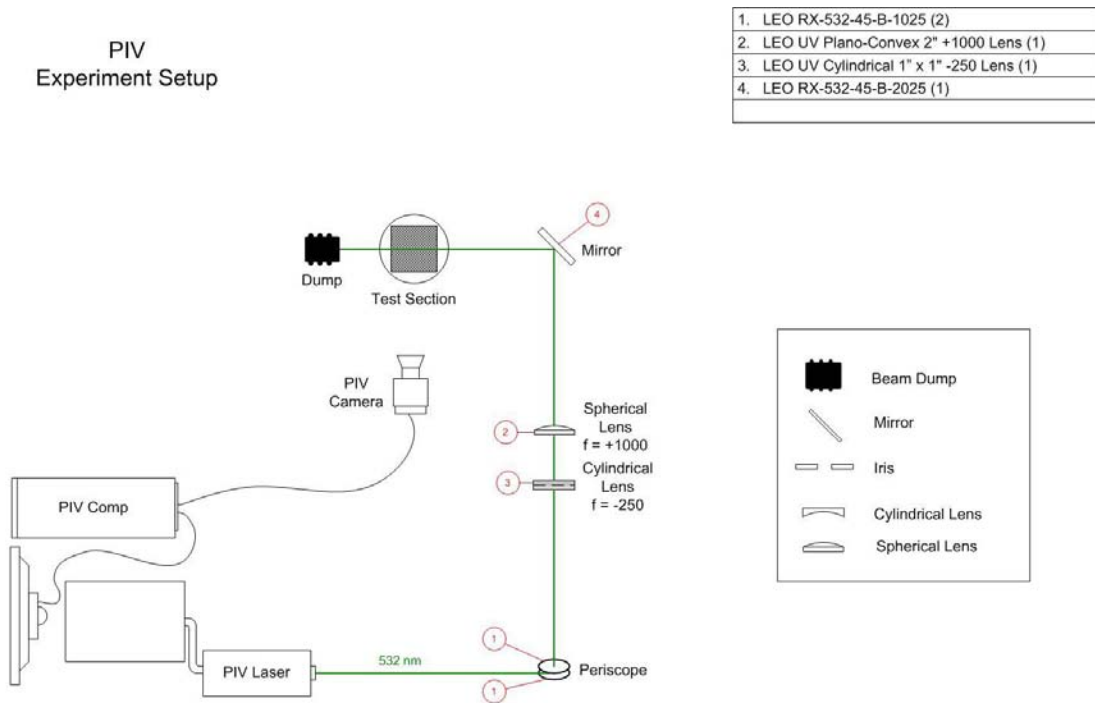 PIV
Experiment Setup
1. LEO RX-532-45-B-1025 (2)
2. LEO UV Plano-Convex 2" +1000 Lens (1)
3. LEO UV Cylindrical 1" x 1" -250 Lens (1)
4. LEO RX-532-45-B-2025 (1)
4
Mirror
Dump
Test Section
PIV
Camera
Spherical
Lens
f = +1000
2
Cylindrical
Lens
f = -250
3
PIV Comp
PIV Laser
532 nm
1
1
Periscope
Beam Dump
Mirror
Iris
Cylindrical Lens
Spherical Lens